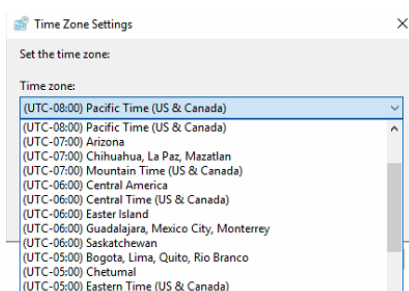 Time Zone Settings
Set the time zone:
Time zone:
(UTC-08:00) Pacific Time (US & Canada)
(UTC-08:00) Pacific Time (US & Canada)
(UTC-07:00) Arizona
(UTC-07:00) Chihuahua, La Paz, Mazatlan
(UTC-07:00) Mountain Time (US & Canada)
(UTC-06:00) Central America
(UTC-06:00) Central Time (US & Canada)
(UTC-06:00) Easter Island
(UTC-06:00) Guadalajara, Mexico City, Monterrey
(UTC-06:00) Saskatchewan
(UTC-05:00) Bogota, Lima, Quito, Rio Branco
(UTC-05:00) Chetumal
(UTC-05:00) Eastern Time (US & Canada)